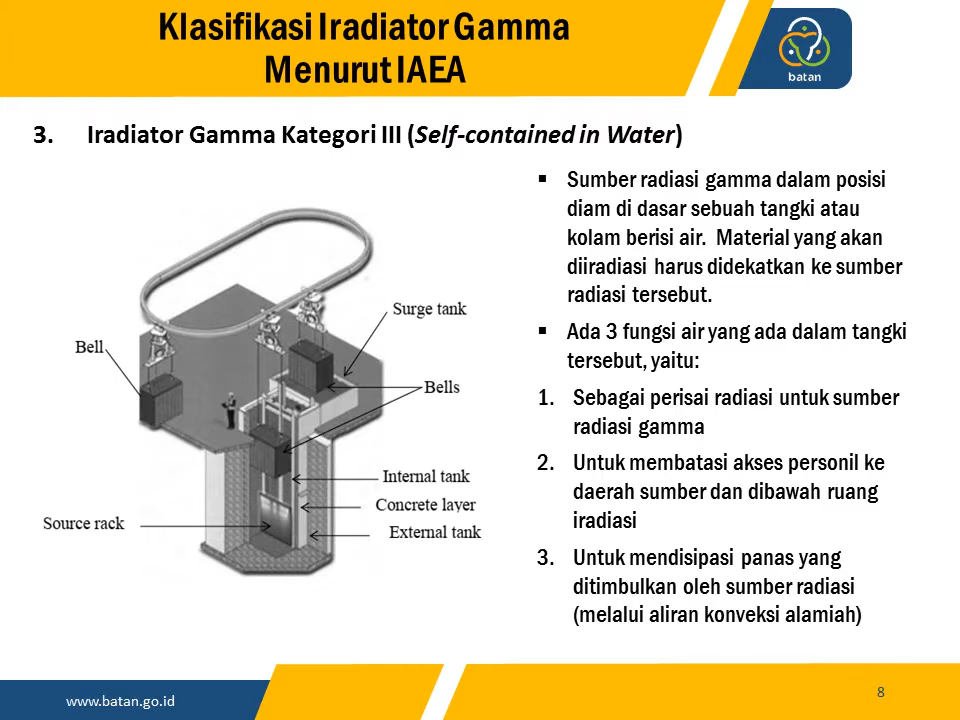 Klasifikasi Iradiator Gamma
Menurut IAEA
batan
3. Iradiator Gamma Kategori III (Self-contained in Water)
Surge tank
Bell
Bells
Internal tank
Concrete layer
Source rack
External tank
▪ Sumber radiasi gamma dalam posisi
diam di dasar sebuah tangki atau
kolam berisi air. Material yang akan
diiradiasi harus didekatkan ke sumber
radiasi tersebut.
▪ Ada 3 fungsi air yang ada dalam tangki
tersebut, yaitu:
1. Sebagai perisai radiasi untuk sumber
radiasi gamma
2. Untuk membatasi akses personil ke
daerah sumber dan dibawah ruang
iradiasi
3. Untuk mendisipasi panas yang
ditimbulkan oleh sumber radiasi
(melalui aliran konveksi alamiah)
www.batan.go.id
8